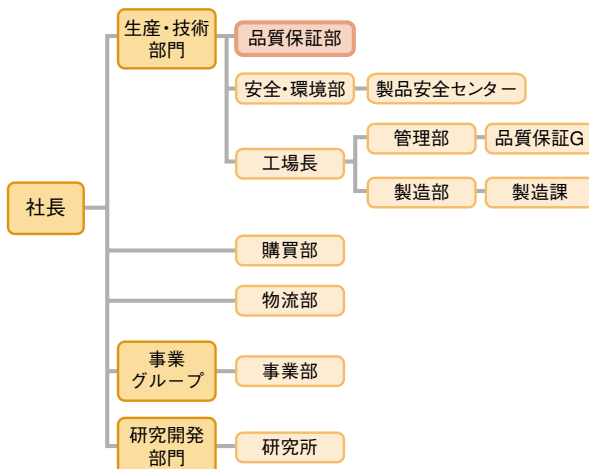 生産・技術
部門
品質保証部
安全・環境部
製品安全センター
工場長
管理部
品質保証G
製造部
製造課
社長
購買部
物流部
事業
グループ
事業部
研究開発
部門
研究所